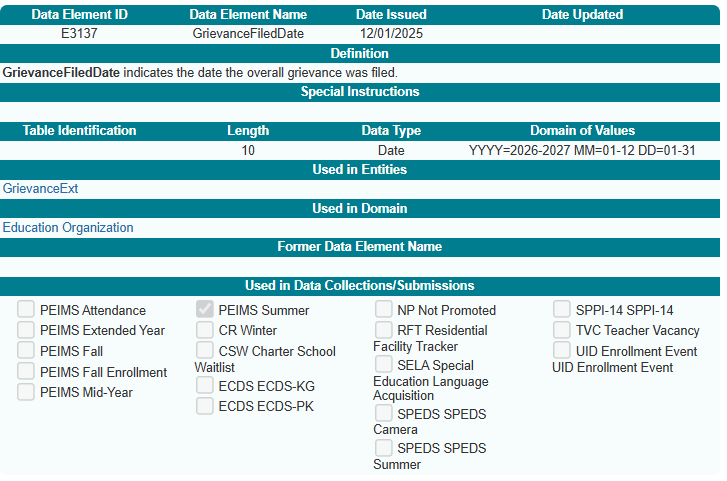 Data Element ID Data Element Name Date Issued Date Updated
E3137 GrievanceFiledDate 12/01/2025
Definition
GrievanceFiledDate indicates the date the overall grievance was filed.
Special Instructions
Table Identification Length Data Type Domain of Values
10 Date YYYY=2026-2027 MM=01-12 DD=01-31
Used in Entities
GrievanceExt
Used in Domain
Education Organization
Former Data Element Name
Used in Data Collections/Submissions
PEIMS Attendance
PEIMS Extended Year
PEIMS Fall
PEIMS Fall Enrollment
PEIMS Mid-Year
PEIMS Summer
CR Winter
CSW Charter School
Waitlist
ECDS ECDS-KG
ECDS ECDS-PK
NP Not Promoted
RFT Residential
Facility Tracker
SELA Special
Education Language
Acquisition
SPEDS SPEDS
Camera
SPEDS SPEDS
Summer
SPPI-14 SPPI-14
TVC Teacher Vacancy
UID Enrollment Event
UID Enrollment Event